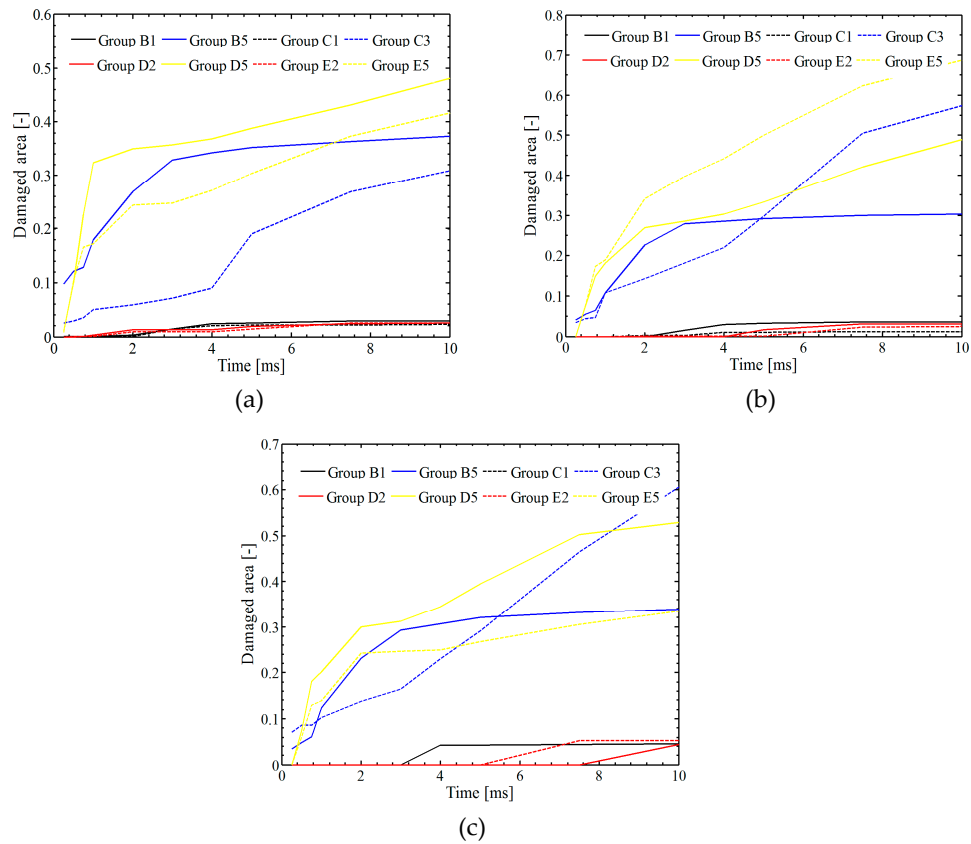 0.6
Group B1 Group B5 Group C1 Group C3
Group D2 Group D5 Group E2 Group E5
0.5
0.4
0.3
0.2
0.1
0
Damaged area [-]
0 2 4 6 8 10
Time [ms]
(a)
0.8
Group B1 Group B5 Group C1 Group C3
Group D2 Group D5 Group E2 Group E5
0.7
0.6
0.5
0.4
0.3
0.2
0.1
0
Damaged area [-]
0 2 4 6 8 10
Time [ms]
(b)
0.7
Group B1 Group B5 Group C1 Group C3
Group D2 Group D5 Group E2 Group E5
0.6
0.5
0.4
0.3
0.2
0.1
0
Damaged area [-]
0 2 4 6 8 10
Time [ms]
(c)